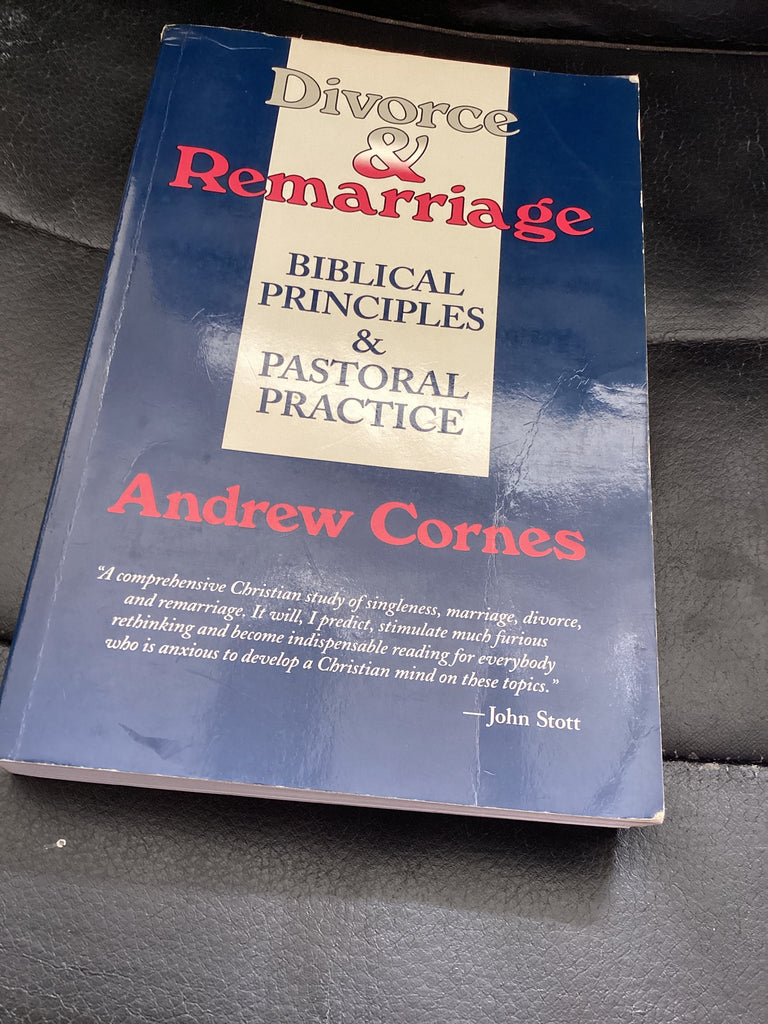 Divorce
&
Remarriage
BIBLICAL
PRINCIPLES
&
PASTORAL
PRACTICE
Andrew Cornes
“A comprehensive Christian study of singleness, marriage, divorce,
and remarriage. It will, I predict, stimulate much furious
rethinking and become indispensable reading for everybody
who is anxious to develop a Christian mind on these topics.”
—John Stott